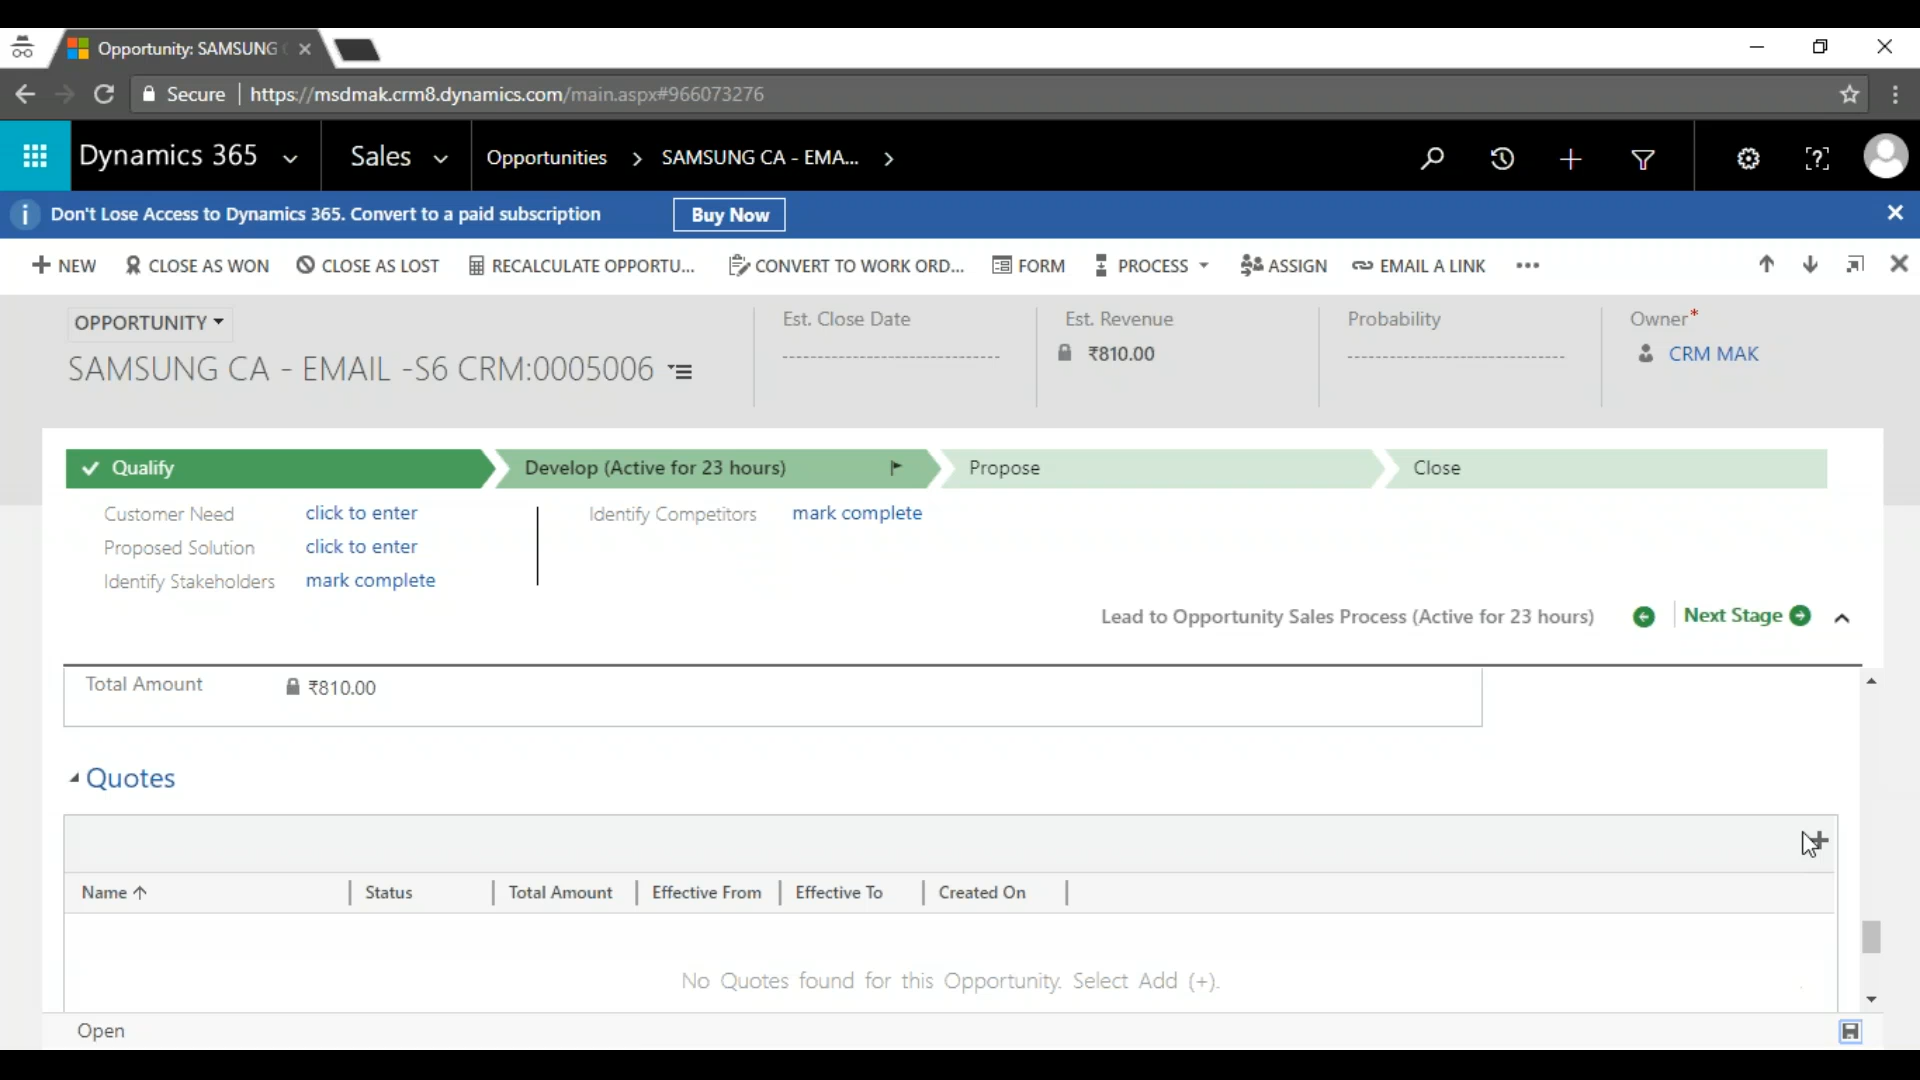 Opportunity: SAMSUNG
Secure | https://msdmak.crm8.dynamics.com/main.aspx#966073276
Dynamics 365 Sales Opportunities > SAMSUNG CA - EMA... >
Don't Lose Access to Dynamics 365. Convert to a paid subscription Buy Now
NEW CLOSE AS WON CLOSE AS LOST RECALCULATE OPPORTU... CONVERT TO WORK ORD... FORM PROCESS ASSIGN EMAIL A LINK ...
OPPORTUNITY Est. Close Date Est. Revenue Probability Owner*
SAMSUNG CA - EMAIL -S6 CRM:0005006 ₹810.00 CRM MAK
Qualify Develop (Active for 23 hours) Propose Close
Customer Need click to enter Identify Competitors mark complete
Proposed Solution click to enter
Identify Stakeholders mark complete
Lead to Opportunity Sales Process (Active for 23 hours) Next Stage
Total Amount ₹810.00
Quotes
Name Status Total Amount Effective From Effective To Created On
No Quotes found for this Opportunity. Select Add (+).
Open